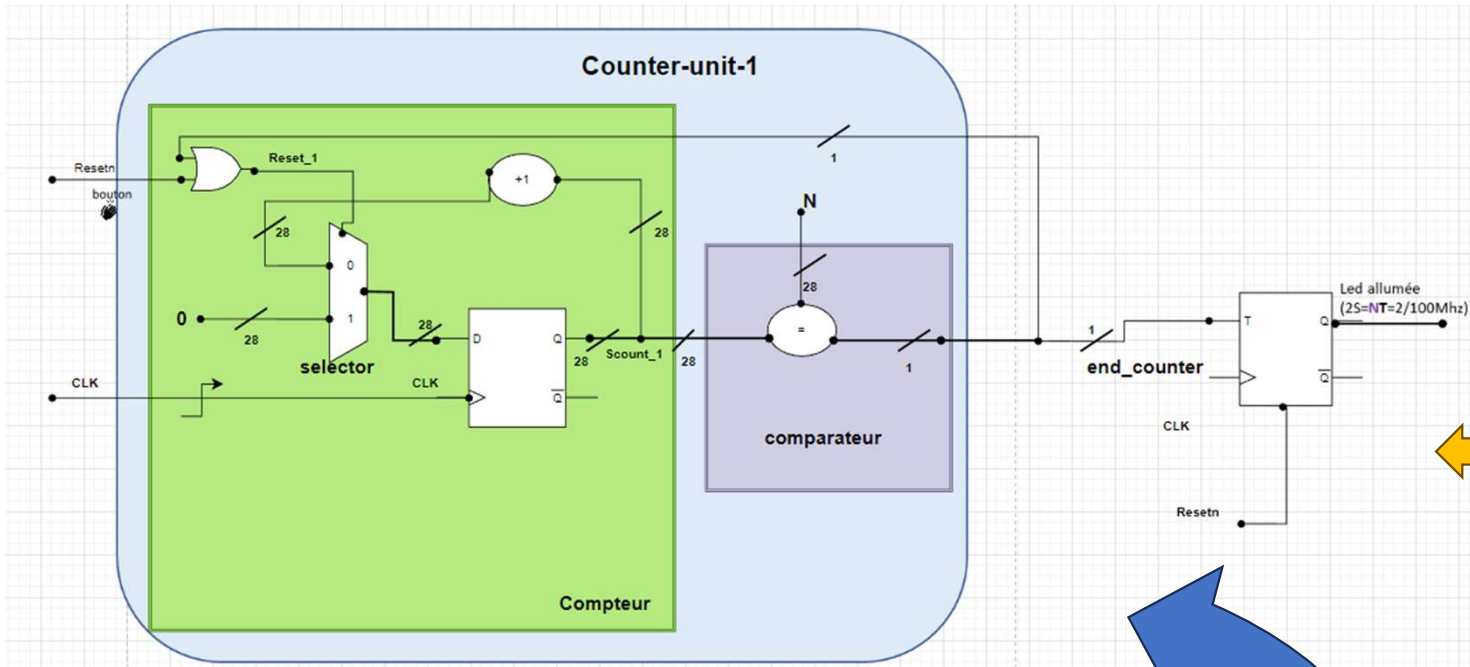 Counter-unit-1
Resetn
bouton
Reset_1
+1
1
28
28
N
28
0
1
0
28
selector
28
D
Q
28
Scount_1
28
=
1
CLK
CLK
Q
comparateur
Compteur
1
end_counter
T
Q
Q
CLK
Resetn
Led allumée
(2S=NT=2/100Mhz)